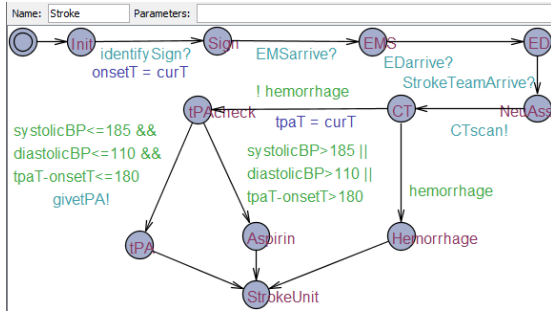 Name: Stroke Parameters:
Init
Sign
EMS
ED
identifySign?
onsetT = curT
EMSarrive?
EDarrive?
StrokeTeamArrive?
! hemorrhage
tPAcheck
CT
NeuAss
tpaT = curT
CTscan!
systolicBP<=185 &&
diastolicBP<=110 &&
tpaT-onsetT<=180
givetPA!
systolicBP>185 ||
diastolicBP>110 ||
tpaT-onsetT>180
hemorrhage
tPA
Aspirin
Hemorrhage
StrokeUnit